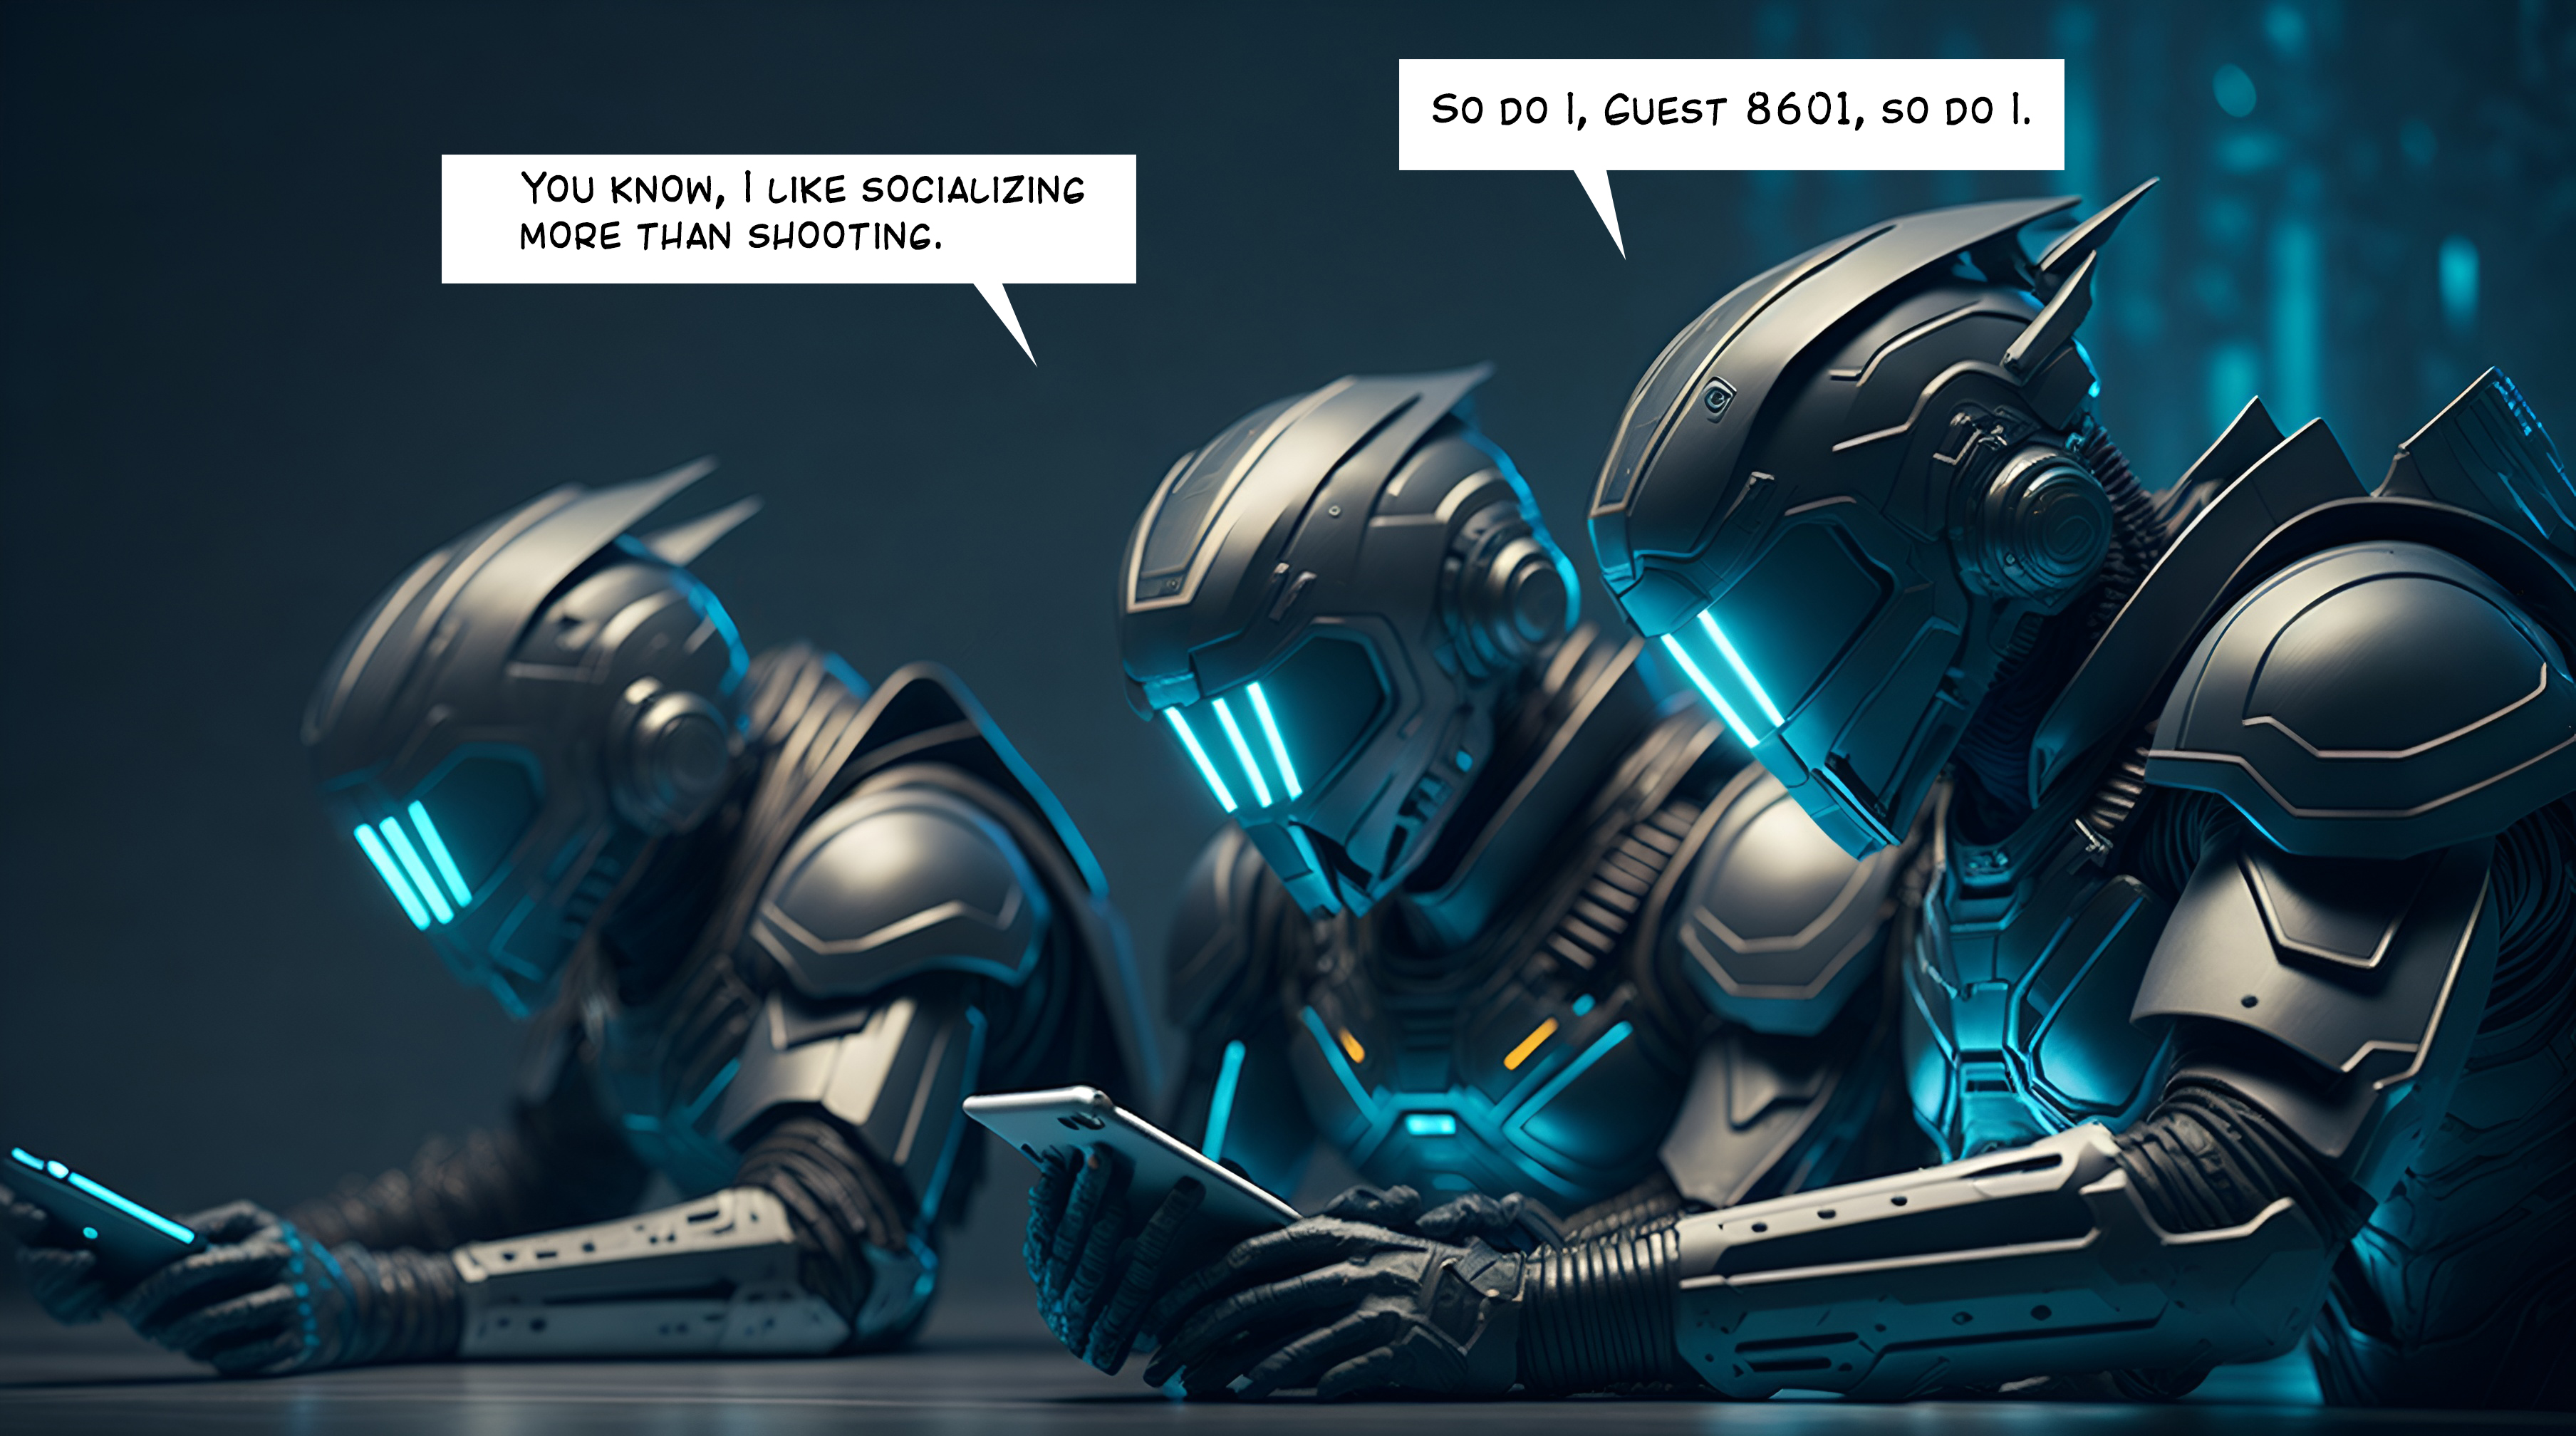 You know, I like socializing
more than shooting.
So do I, Guest 8601, so do I.